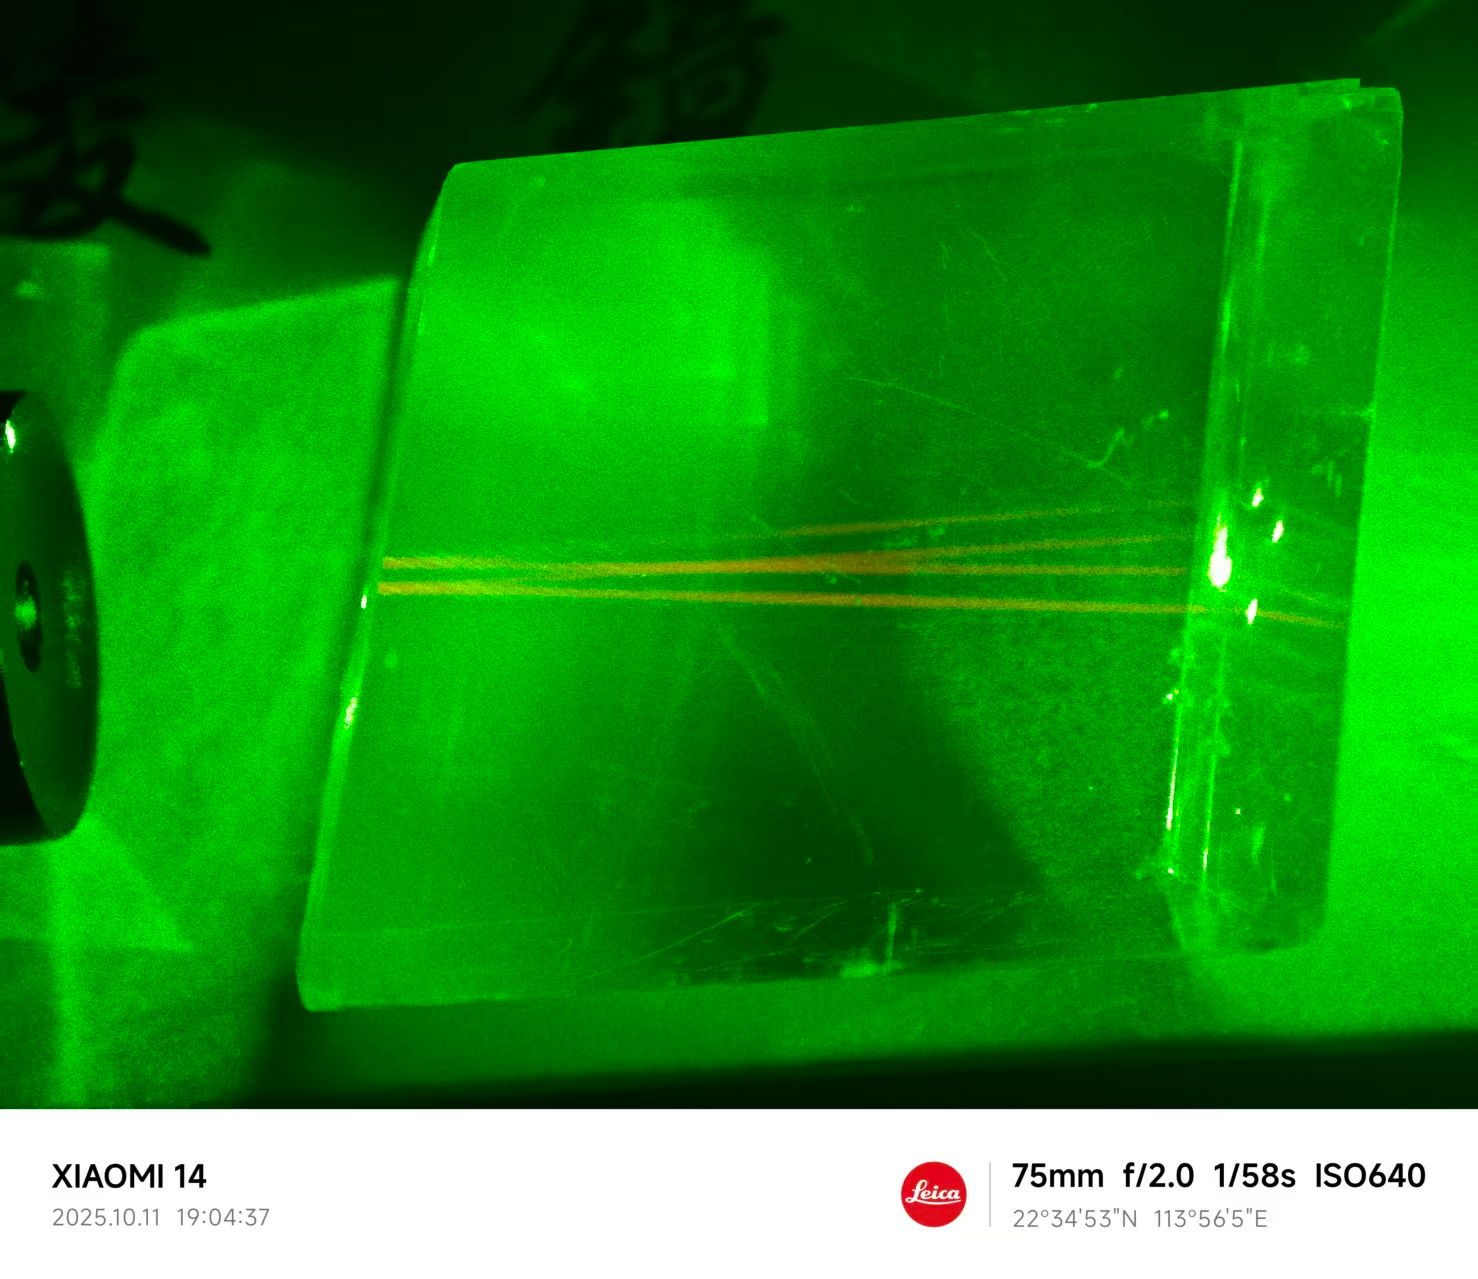 XIAOMI 14
2025.10.11 19:04:37
Leica
75mm f/2.0 1/58s ISO640
22°34'53"N 113°56'5"E